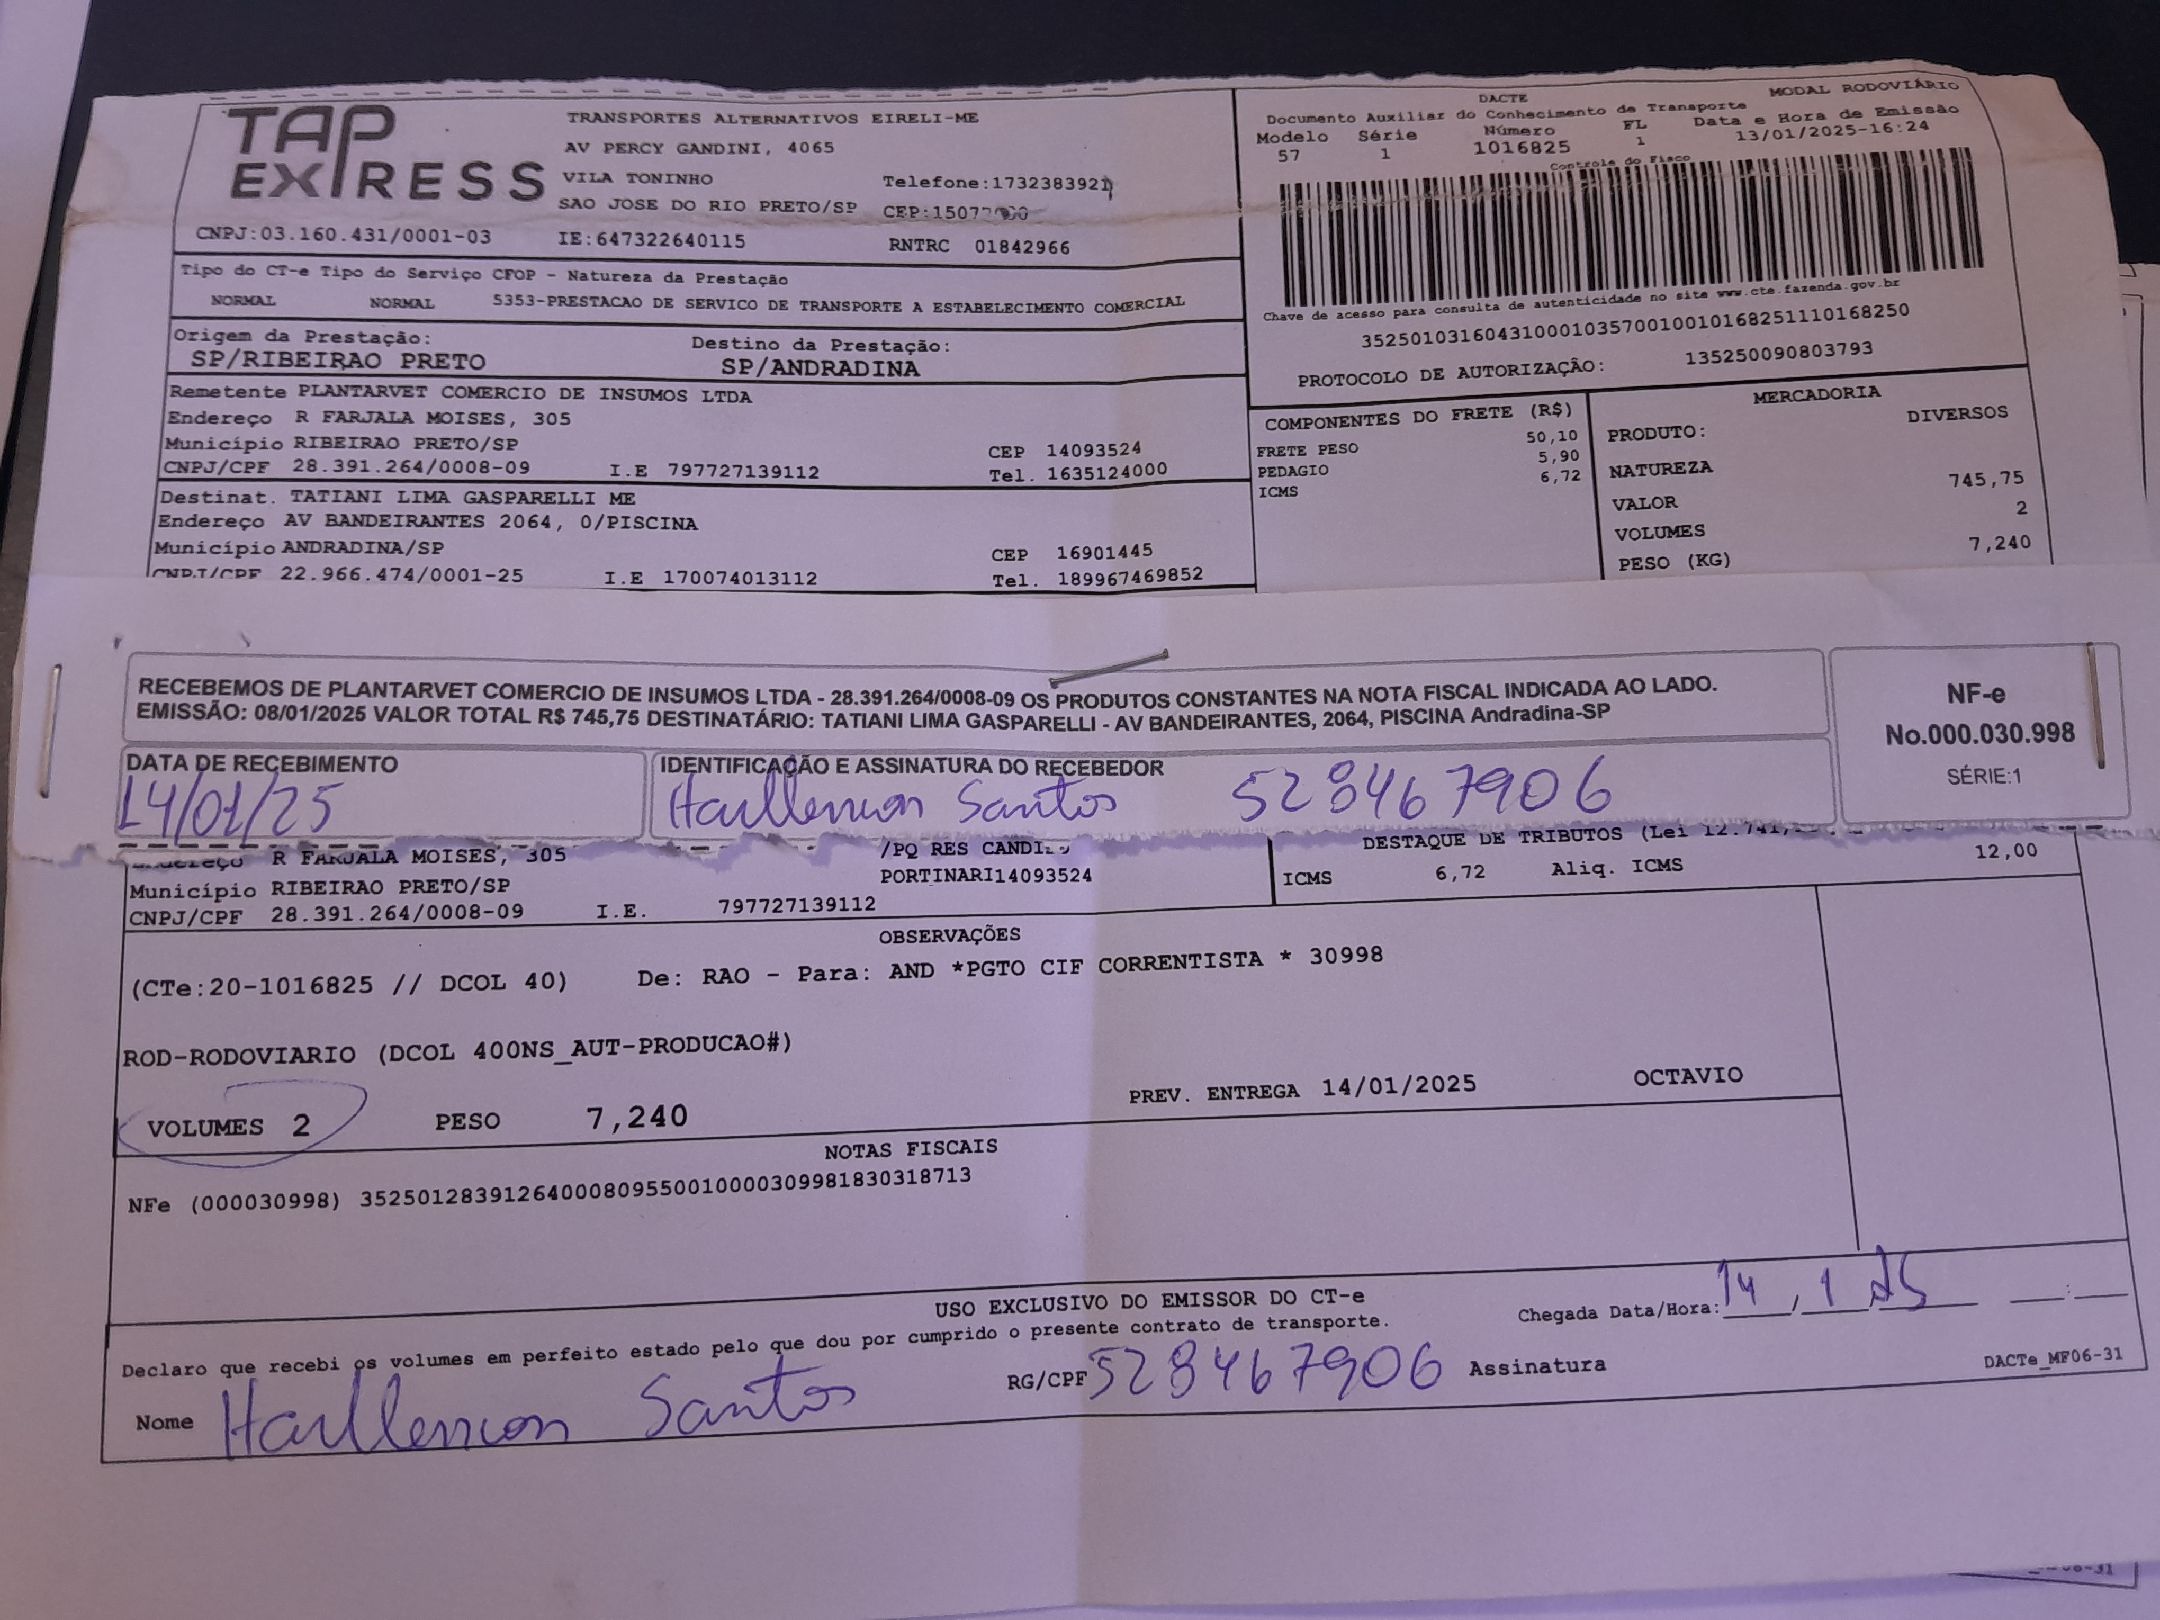 TAP
EXPRESS
TRANSPORTES ALTERNATIVOS EIRELI-ME
AV PERCY GANDINI, 4065
VILA TONINHO Telefone:1732383921
SAO JOSE DO RIO PRETO/SP CEP:
CNPJ:03.160.431/0001-03 IE:647322640115 RNTRC 01842966
DACTE MODAL RODOVIÁRIO
Documento Auxiliar do Conhecimento de Transporte
Modelo Série Número FL Data e Hora de Emissão
57 1 1016825 1 13/01/2025-16:24
Controle do Fisco
Chave de acesso para consulta de autenticidade no site www.cte.fazenda.gov.br
35250103160431000103570010010168251110168250
PROTOCOLO DE AUTORIZAÇÃO: 135250090803793
Tipo do CT-e Tipo do Serviço CFOP - Natureza da Prestação
NORMAL NORMAL 5353-PRESTACAO DE SERVICO DE TRANSPORTE A ESTABELECIMENTO COMERCIAL
Origem da Prestação: Destino da Prestação:
SP/RIBEIRAO PRETO SP/ANDRADINA
Remetente PLANTARVET COMERCIO DE INSUMOS LTDA
Endereço R FARJALA MOISES, 305
Município RIBEIRAO PRETO/SP CEP 14093524
CNPJ/CPF 28.391.264/0008-09 I.E 797727139112 Tel. 1635124000
Destinat. TATIANI LIMA GASPARELLI ME
Endereço AV BANDEIRANTES 2064, 0/PISCINA
Município ANDRADINA/SP CEP 16901445
CNPJ/CPF 22.966.474/0001-25 I.E 170074013112 Tel. 189967469852
COMPONENTES DO FRETE (R$)
FRETE PESO 50,10
PEDAGIO 5,90
ICMS 6,72
MERCADORIA
PRODUTO: DIVERSOS
NATUREZA
VALOR 745,75
VOLUMES 2
PESO (KG) 7,240
RECEBEMOS DE PLANTARVET COMERCIO DE INSUMOS LTDA - 28.391.264/0008-09 OS PRODUTOS CONSTANTES NA NOTA FISCAL INDICADA AO LADO.
EMISSÃO: 08/01/2025 VALOR TOTAL R$ 745,75 DESTINATÁRIO: TATIANI LIMA GASPARELLI - AV BANDEIRANTES, 2064, PISCINA Andradina-SP
NF-e
No.000.030.998
SÉRIE:1
DATA DE RECEBIMENTO
14/01/25
IDENTIFICAÇÃO E ASSINATURA DO RECEBEDOR
Santos 528467906
Endereço R FARJALA MOISES, 305 /PQ RES CANDIDO
Município RIBEIRAO PRETO/SP PORTINARI14093524
CNPJ/CPF 28.391.264/0008-09 I.E. 797727139112
DESTAQUE DE TRIBUTOS (Lei 12.741,
ICMS 6,72 Aliq. ICMS 12,00
OBSERVAÇÕES
(CTe:20-1016825 // DCOL 40) De: RAO - Para: AND *PGTO CIF CORRENTISTA * 30998
ROD-RODOVIARIO (DCOL 400NS_AUT-PRODUCAO#)
VOLUMES 2 PESO 7,240 PREV. ENTREGA 14/01/2025 OCTAVIO
NOTAS FISCAIS
NFe (000030998) 35250128391264000809550010000309981830318713
USO EXCLUSIVO DO EMISSOR DO CT-e
Declaro que recebi os volumes em perfeito estado pelo que dou por cumprido o presente contrato de transporte.
Chegada Data/Hora: 14/1/25 __:__
Nome Santos RG/CPF 528467906 Assinatura
DACTe_MF06-31